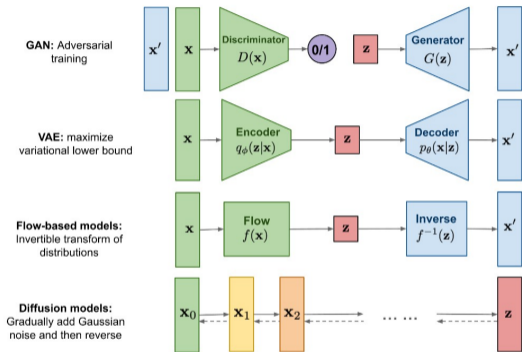 GAN: Adversarial
training
x′
x
Discriminator
D(x)
0/1
z
Generator
G(z)
x′
VAE: maximize
variational lower bound
x
Encoder
qϕ(z|x)
z
Decoder
pθ(x|z)
x′
Flow-based models:
Invertible transform of
distributions
x
Flow
f(x)
z
Inverse
f⁻¹(z)
x′
Diffusion models:
Gradually add Gaussian
noise and then reverse
x₀
x₁
x₂
... ...
z